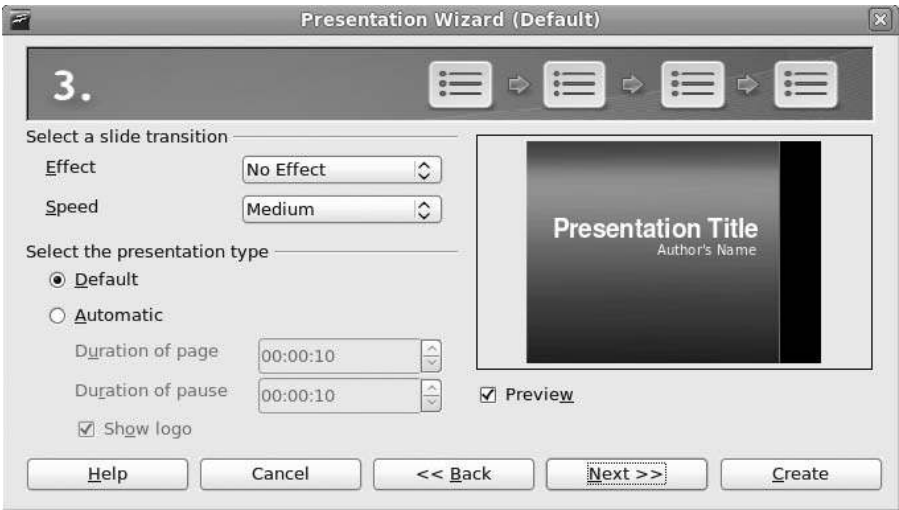 Presentation Wizard (Default)
3.
Select a slide transition
Effect No Effect
Speed Medium
Select the presentation type
Default
Automatic
Duration of page 00:00:10
Duration of pause 00:00:10
Show logo
Presentation Title
Author's Name
Preview
Help Cancel << Back Next >> Create